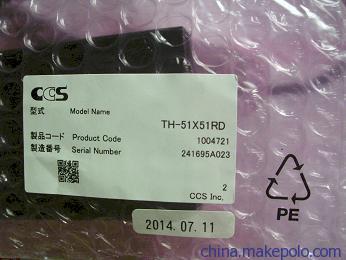 CCS
型式 Model Name
TH-51X51RD
製品コード Product Code 1004721
製造番号 Serial Number 241695A023
2
CCS Inc.
2014.07.11
PE
china.makepolo.com